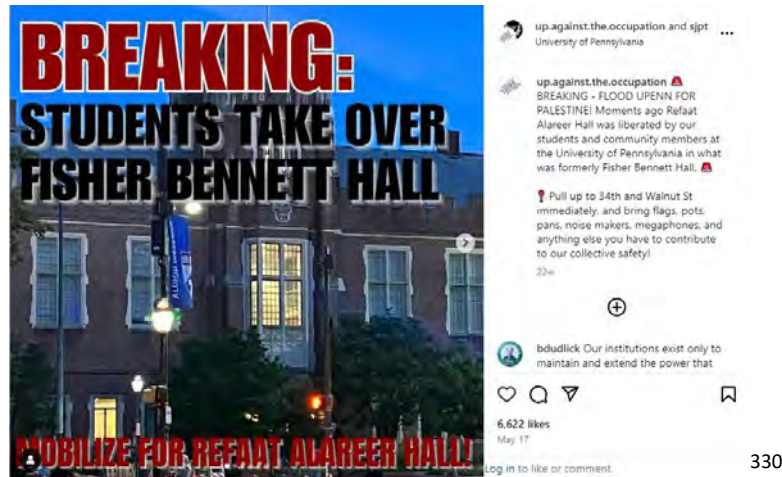 BREAKING:
STUDENTS TAKE OVER
FISHER BENNETT HALL
MOBILIZE FOR REFAAT ALAREER HALL!
up.against.the.occupation and sjpt
University of Pennsylvania
up.against.the.occupation
BREAKING - FLOOD UPENN FOR
PALESTINE! Moments ago Refaat
Alareer Hall was liberated by our
students and community members at
the University of Pennsylvania in what
was formerly Fisher Bennett Hall.
Pull up to 34th and Walnut St
immediately, and bring flags, pots,
pans, noise makers, megaphones, and
anything else you have to contribute
to our collective safety!
22w
bdudlick Our institutions exist only to
maintain and extend the power that
6,622 likes
May 17
Log in to like or comment.
330